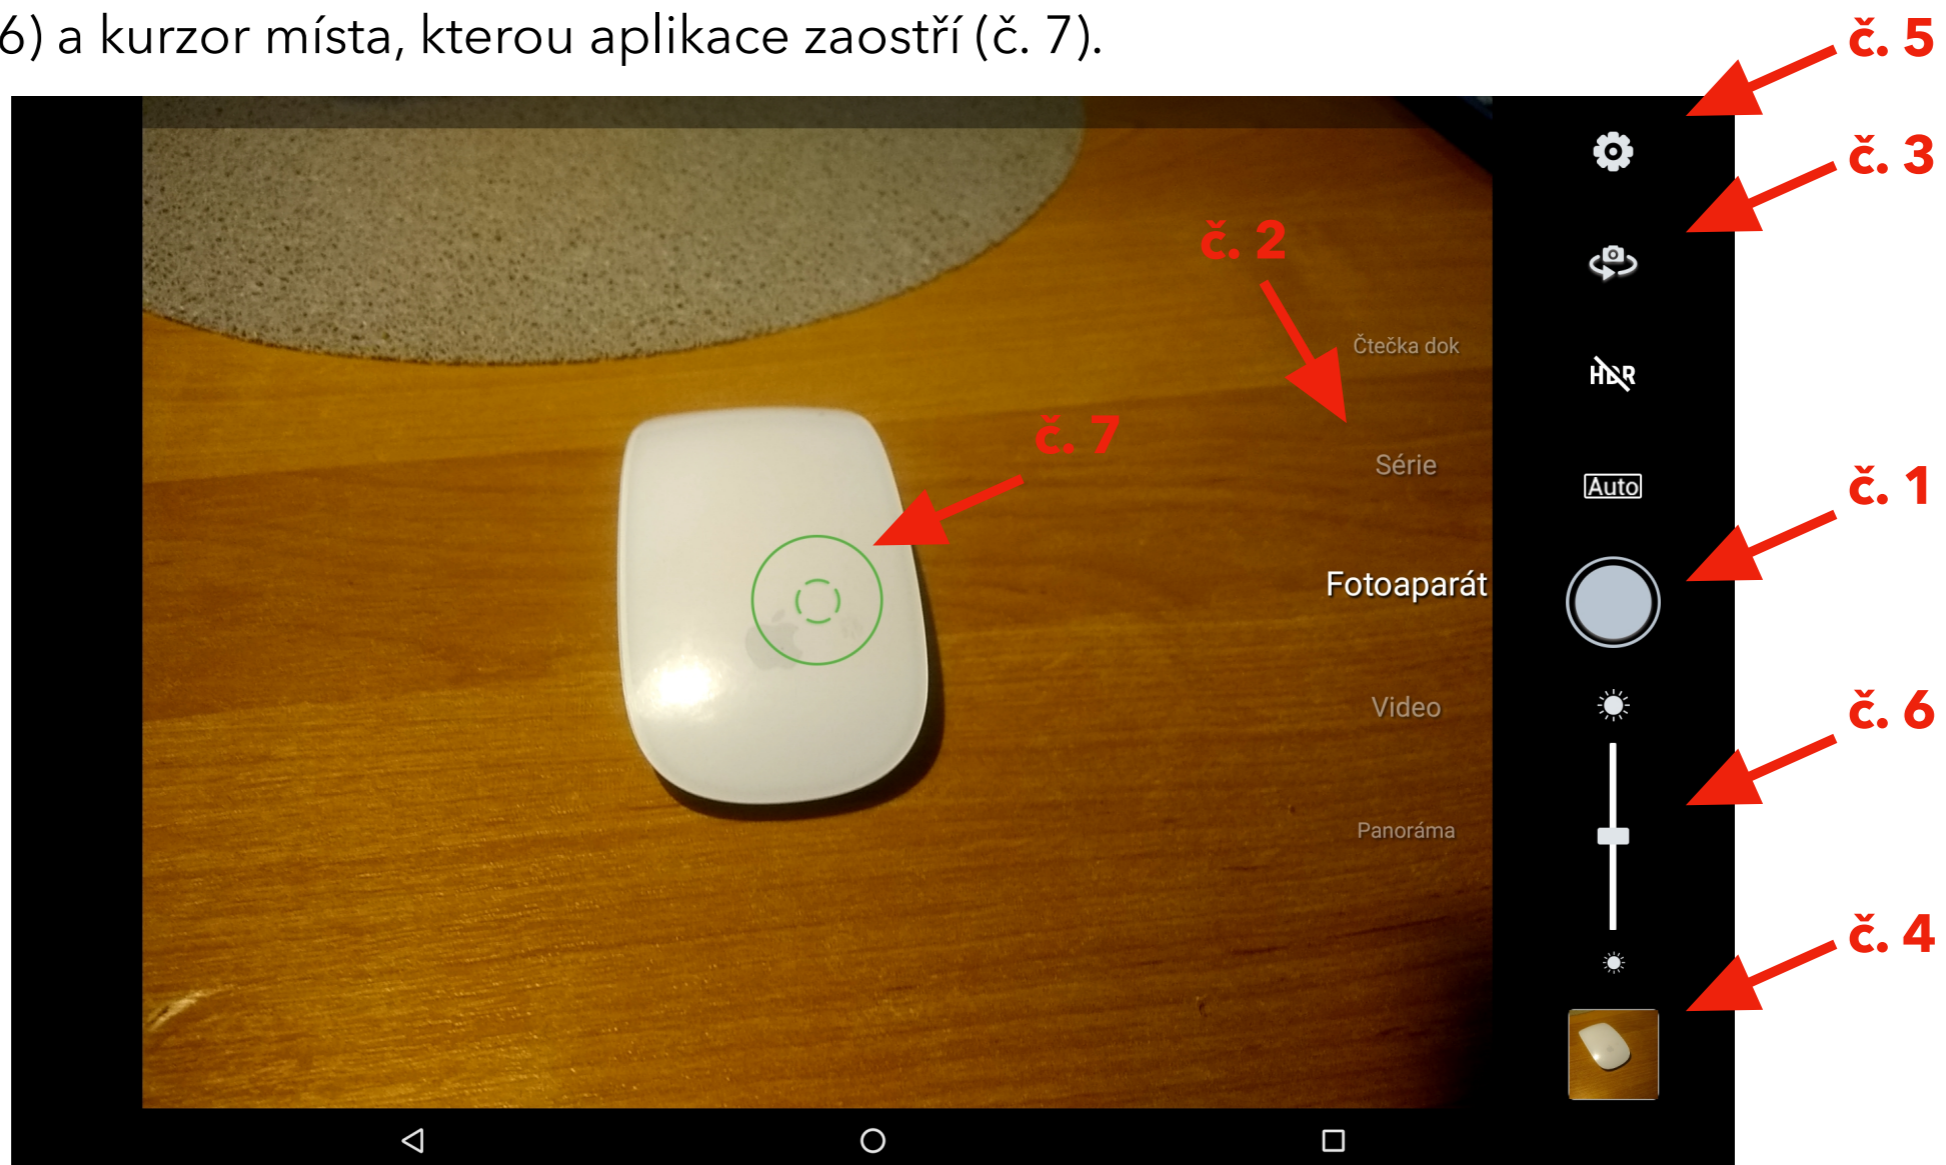 6) a kurzor místa, kterou aplikace zaostří (č. 7).
č. 5
č. 3
č. 2
Čtečka dok
HDR
č. 7
Série
Auto
č. 1
Fotoaparát
Video
č. 6
Panoráma
č. 4